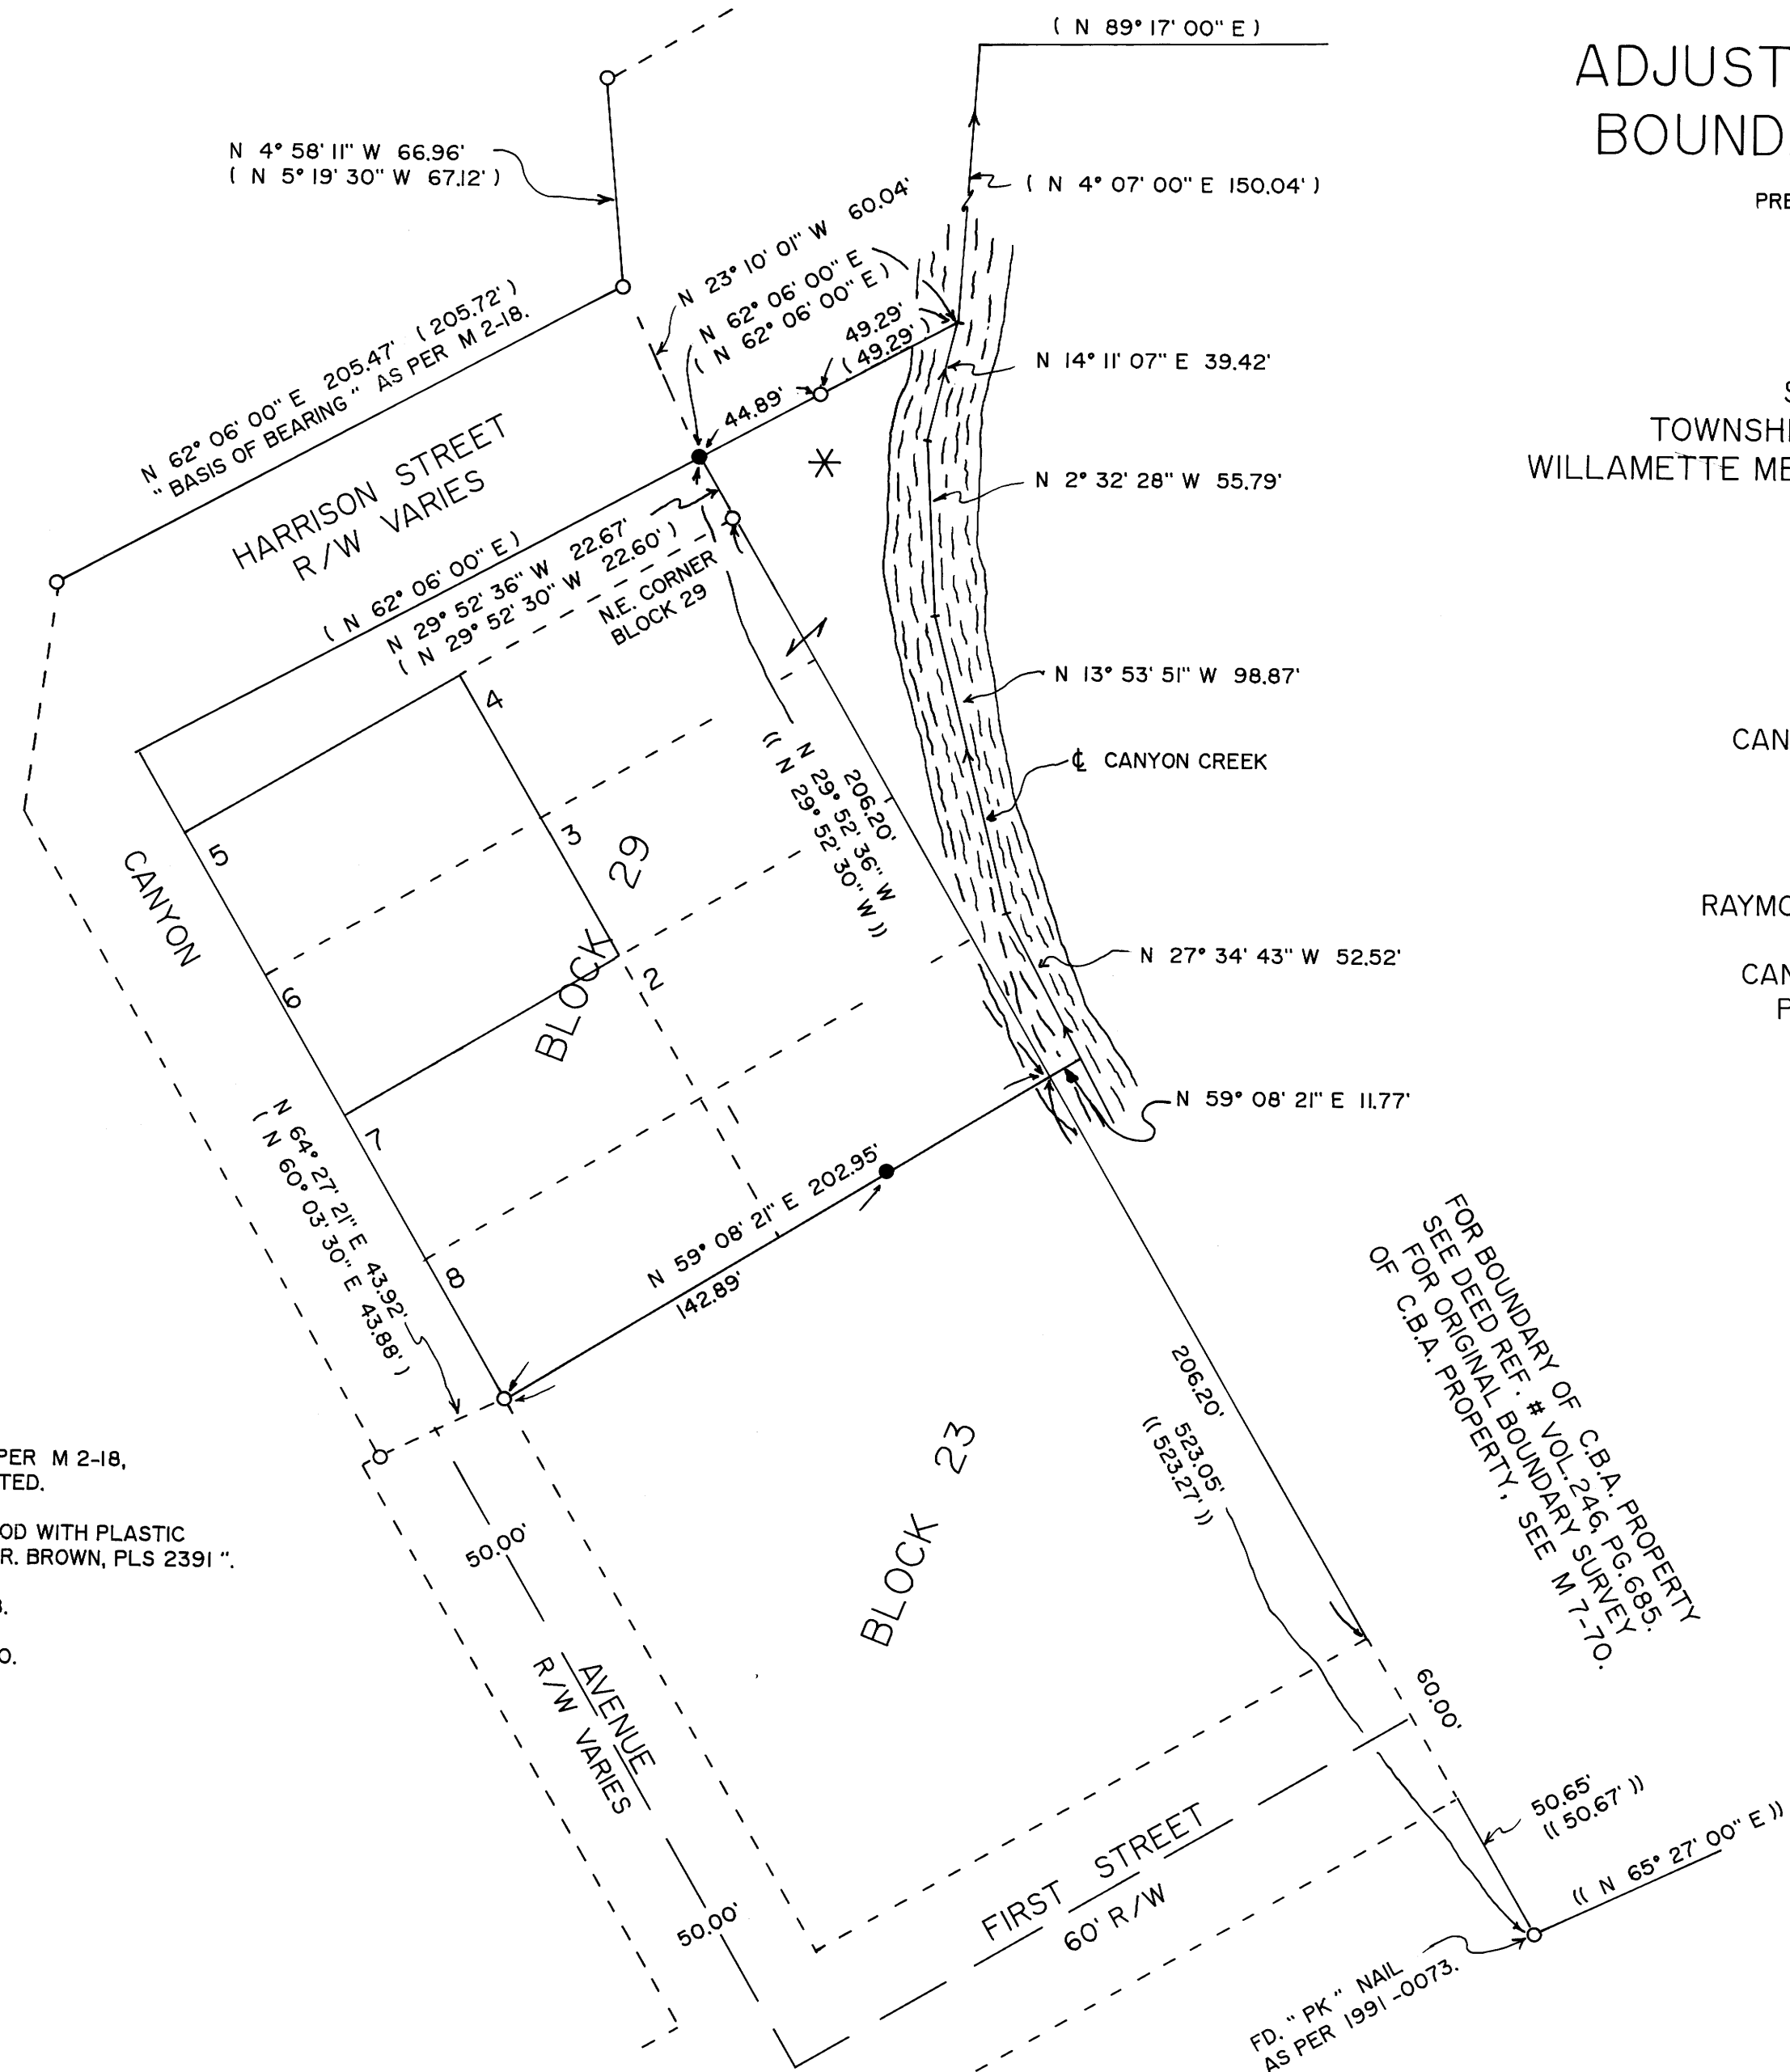 ( N 89° 17' 00" E )
ADJUST
BOUND
PRE
N 4° 58' 11" W 66.96'
( N 5° 19' 30" W 67.12' )
( N 4° 07' 00" E 150.04' )
N 23° 10' 01" W 60.04'
N 62° 06' 00" E
( N 62° 06' 00" E )
49.29'
( 49.29' )
44.89'
N 62° 06' 00" E 205.47' ( 205.72' )
" BASIS OF BEARING " AS PER M 2-18.
HARRISON STREET
R/W VARIES
N 14° 11' 07" E 39.42'
TOWNSHI
WILLAMETTE ME
N 2° 32' 28" W 55.79'
( N 62° 06' 00" E )
N 29° 52' 36" W 22.67'
( N 29° 52' 30" W 22.60' )
N.E. CORNER
BLOCK 29
N 13° 53' 51" W 98.87'
4
3
2
5
6
7
8
CANYON
BLOCK 29
206.20'
N 29° 52' 36" W
(( N 29° 52' 30" W ))
℄ CANYON CREEK
CAN
RAYMO
CAN
P
N 27° 34' 43" W 52.52'
N 59° 08' 21" E 11.77'
N 59° 08' 21" E 202.95'
142.89'
N 64° 27' 21" E 43.92'
( N 60° 03' 30" E 43.88' )
FOR BOUNDARY OF C.B.A. PROPERTY
SEE DEED REF. # VOL. 246, PG. 685.
FOR ORIGINAL BOUNDARY SURVEY
OF C.B.A. PROPERTY, SEE M 7-70.
PER M 2-18,
TED.
OD WITH PLASTIC
R. BROWN, PLS 2391 ".
50.00'
BLOCK 23
206.20'
523.05'
(( 523.27' ))
AVENUE
R/W VARIES
50.00'
60.00'
50.65'
(( 50.67' ))
(( N 65° 27' 00" E ))
FIRST STREET
60' R/W
FD. " PK " NAIL
AS PER 1991-0073.